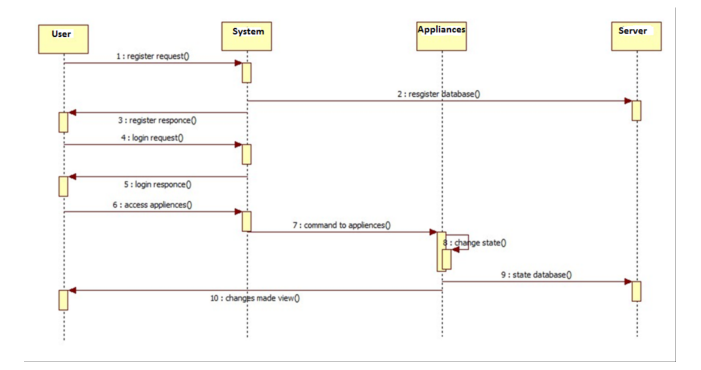 User
System
Appliances
Server
1 : register request()
2 : resgister database()
3 : register responce()
4 : login request()
5 : login responce()
6 : access appliences()
7 : command to appliences()
8 : change state()
9 : state database()
10 : changes made view()